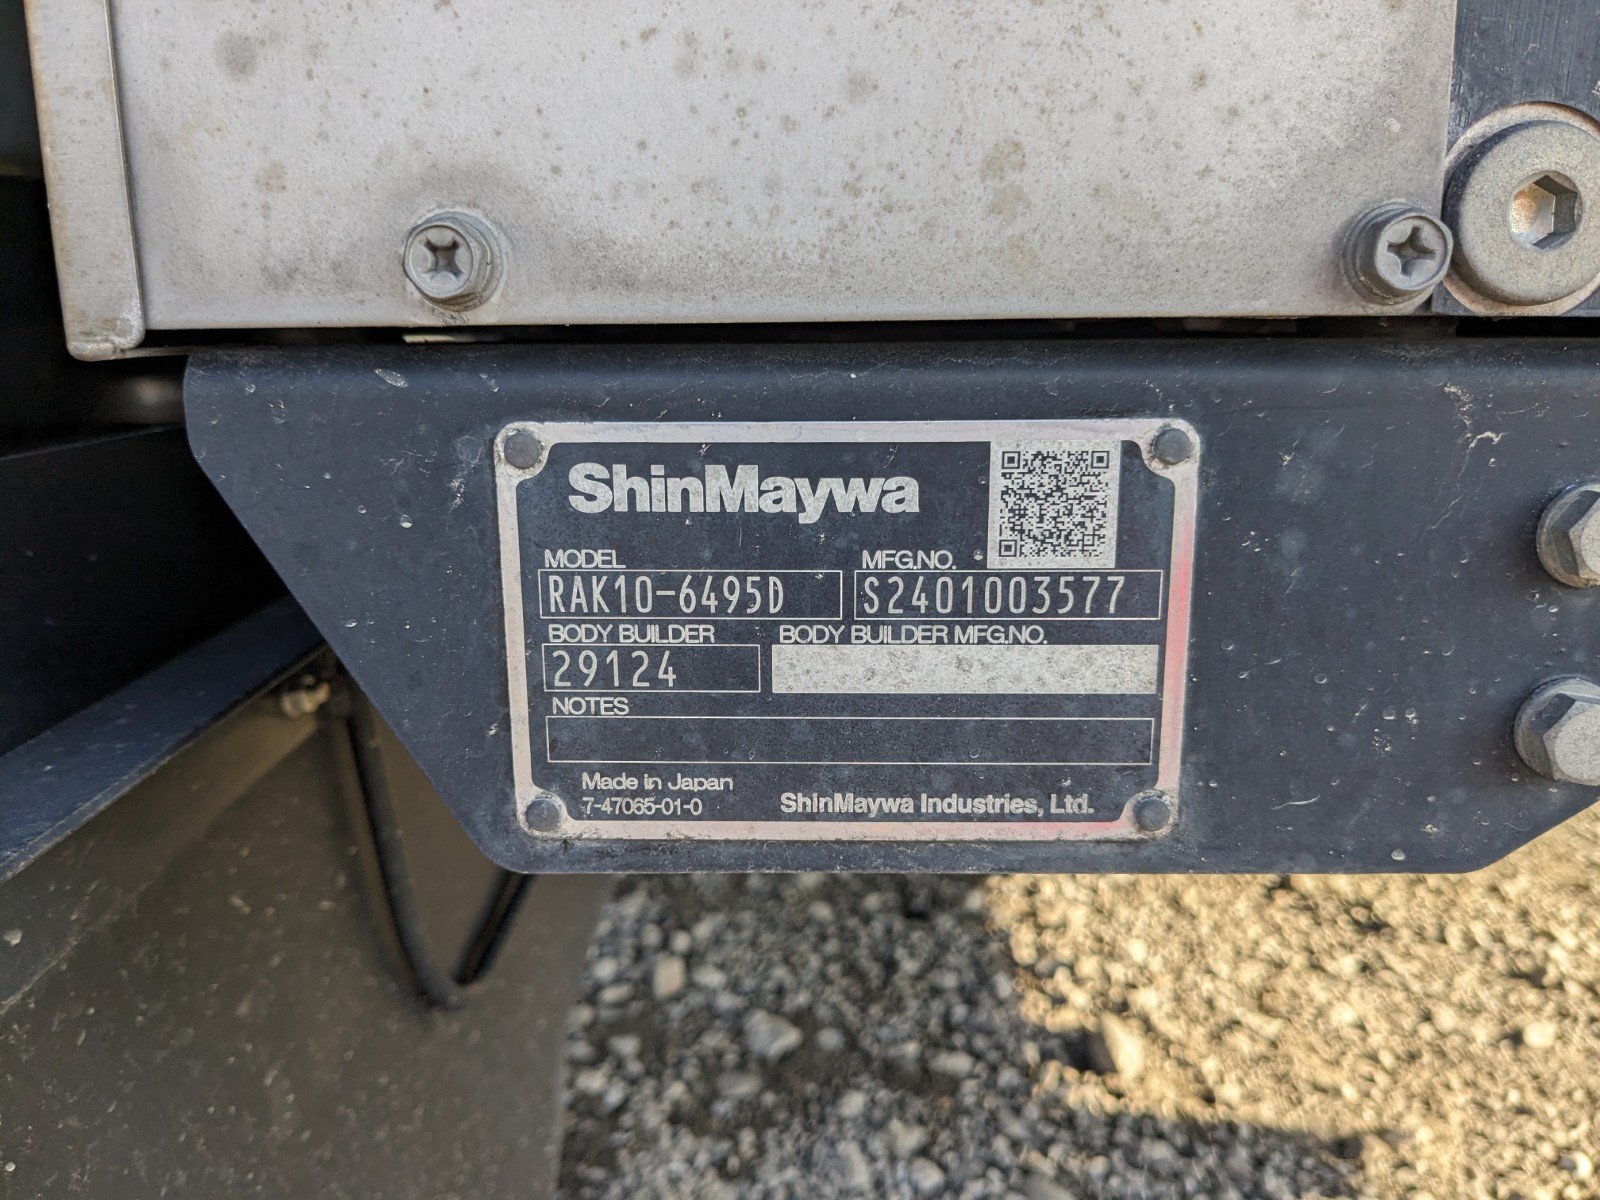 ShinMaywa
MODEL MFG.NO.
RAK10-6495D S2401003577
BODY BUILDER BODY BUILDER MFG.NO.
29124
NOTES
Made in Japan
7-47065-01-0 ShinMaywa Industries, Ltd.